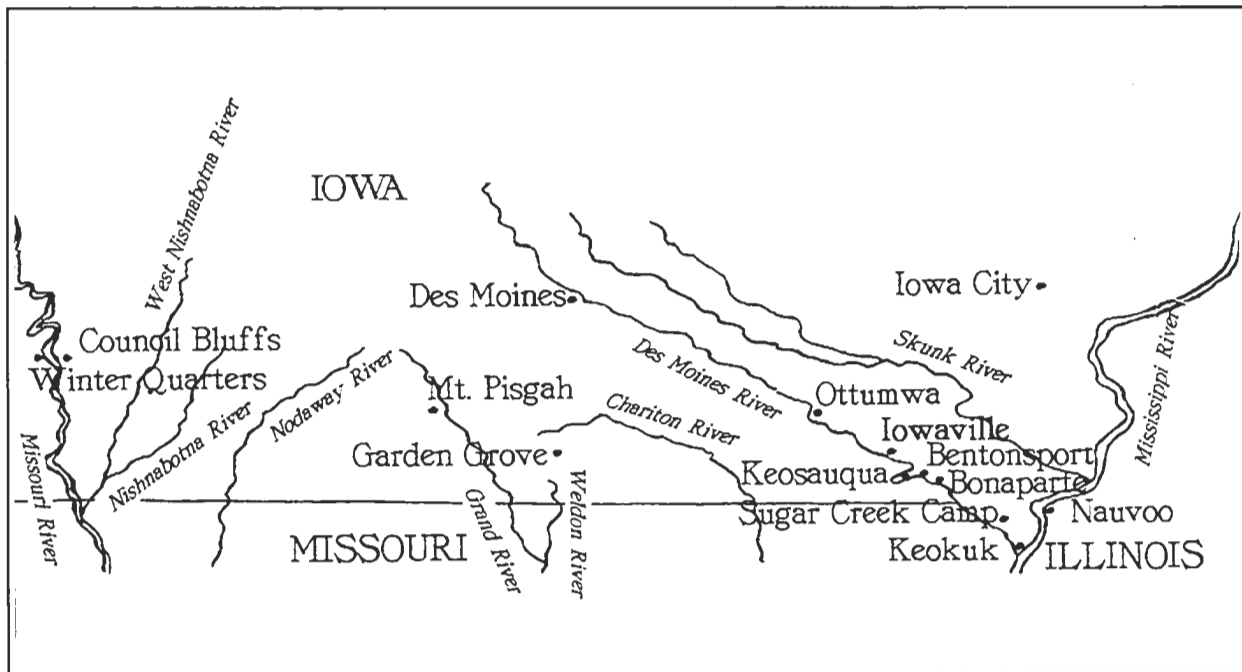 West Nishnabotna River
IOWA
Iowa City
Des Moines
Council Bluffs
Winter Quarters
Skunk River
Mississippi River
Des Moines River
Mt. Pisgah
Ottumwa
Nodaway River
Chariton River
Iowaville
Nishnabotna River
Garden Grove
Bentonsport
Keosauqua
Bonaparte
Missouri River
Grand River
Weldon River
Sugar Creek Camp
Nauvoo
MISSOURI
Keokuk
ILLINOIS